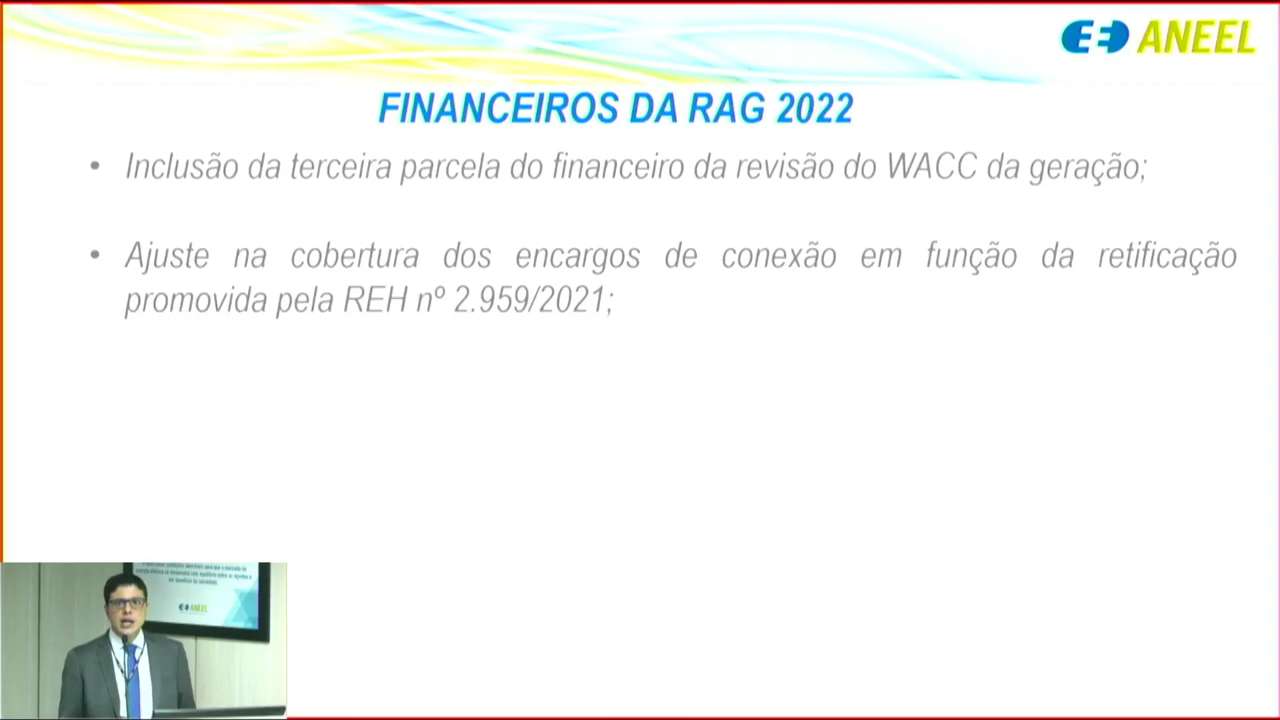 ANEEL
FINANCEIROS DA RAG 2022
• Inclusão da terceira parcela do financeiro da revisão do WACC da geração;
• Ajuste na cobertura dos encargos de conexão em função da retificação
promovida pela REH nº 2.959/2021;
ANEEL